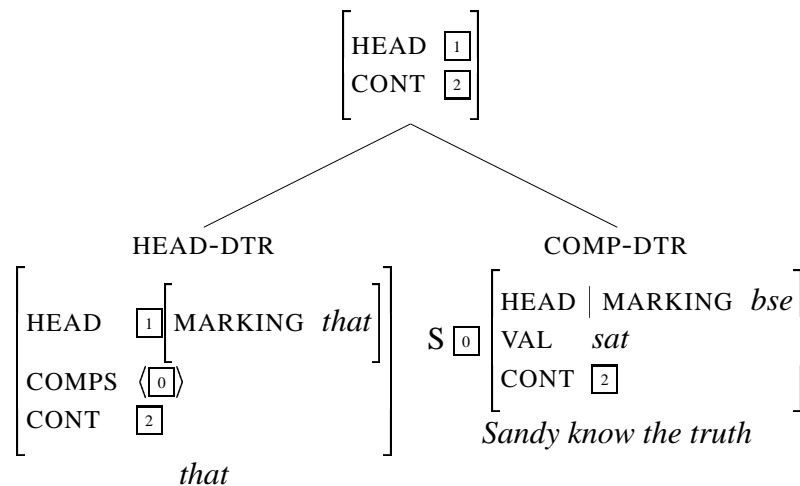 HEAD 1
CONT 2
HEAD-DTR COMP-DTR
HEAD 1 MARKING that
COMPS ⟨0⟩
CONT 2
that
S 0
HEAD | MARKING bse
VAL sat
CONT 2
Sandy know the truth